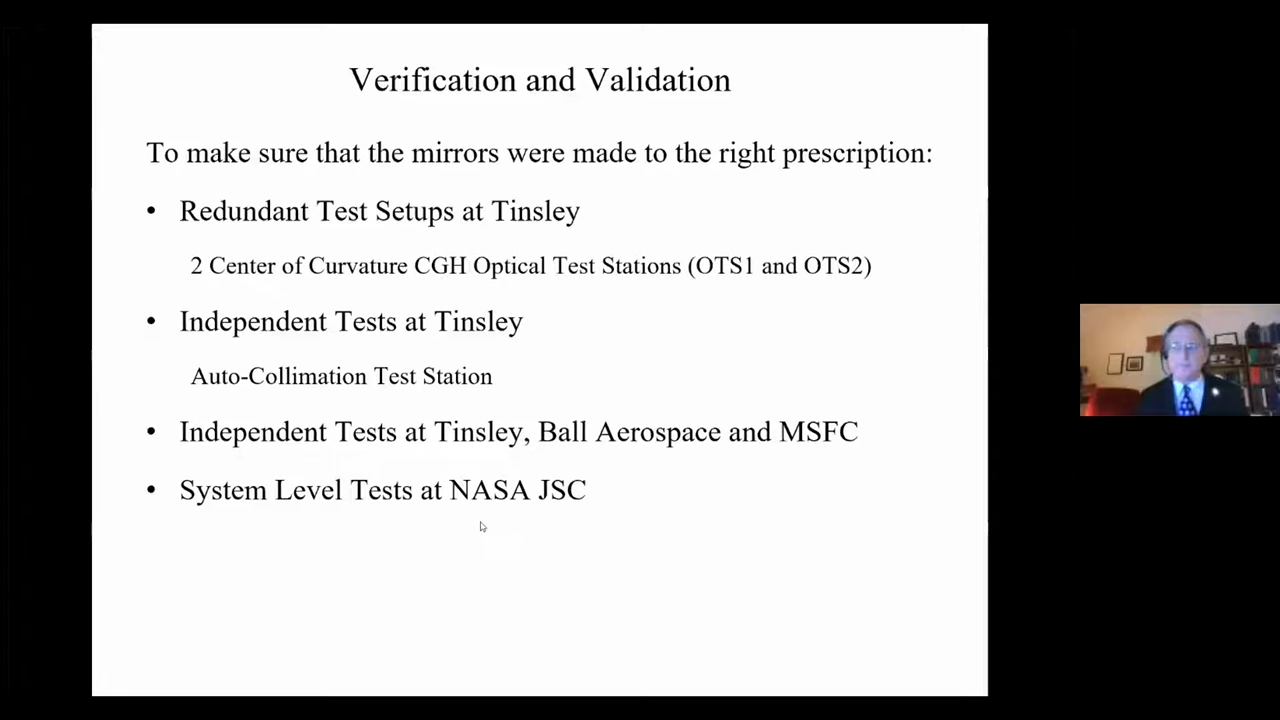 Verification and Validation
To make sure that the mirrors were made to the right prescription:
• Redundant Test Setups at Tinsley
2 Center of Curvature CGH Optical Test Stations (OTS1 and OTS2)
• Independent Tests at Tinsley
Auto-Collimation Test Station
• Independent Tests at Tinsley, Ball Aerospace and MSFC
• System Level Tests at NASA JSC